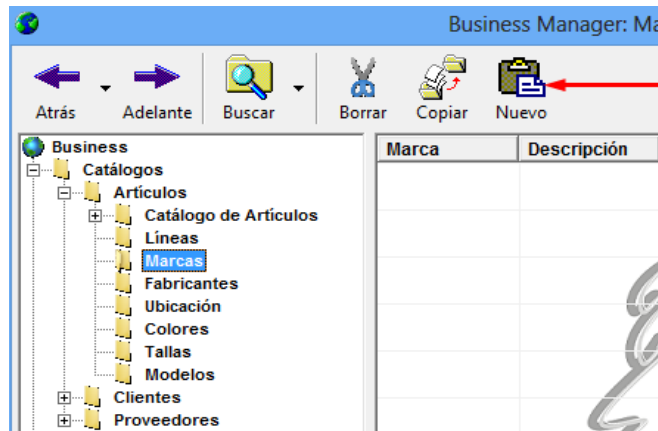 Business Manager: Ma
Atrás Adelante Buscar Borrar Copiar Nuevo
Business
Marca Descripción
Catálogos
Artículos
Catálogo de Artículos
Líneas
Marcas
Fabricantes
Ubicación
Colores
Tallas
Modelos
Clientes
Proveedores